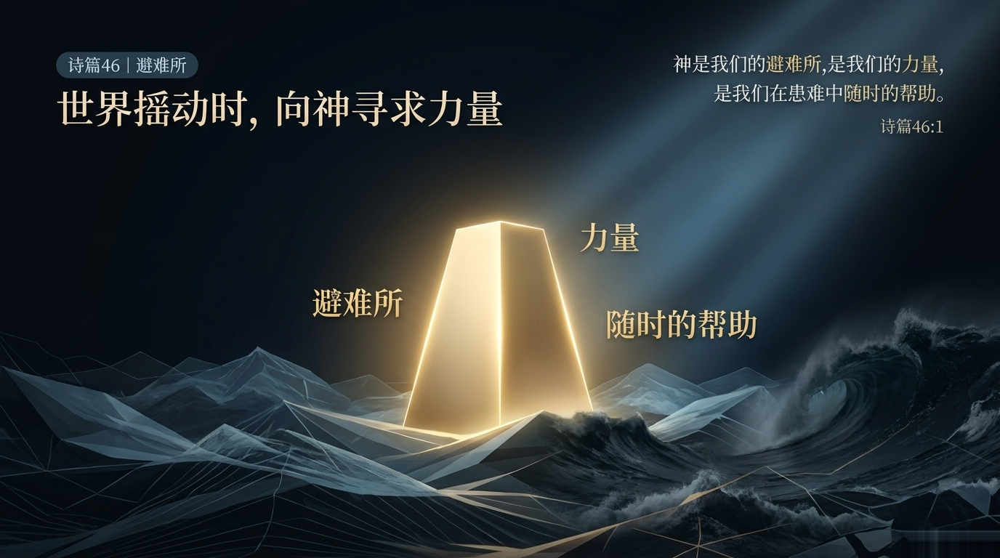 诗篇46｜避难所
世界摇动时，向神寻求力量
神是我们的避难所,是我们的力量,
是我们在患难中随时的帮助。
诗篇46:1
力量
避难所
随时的帮助